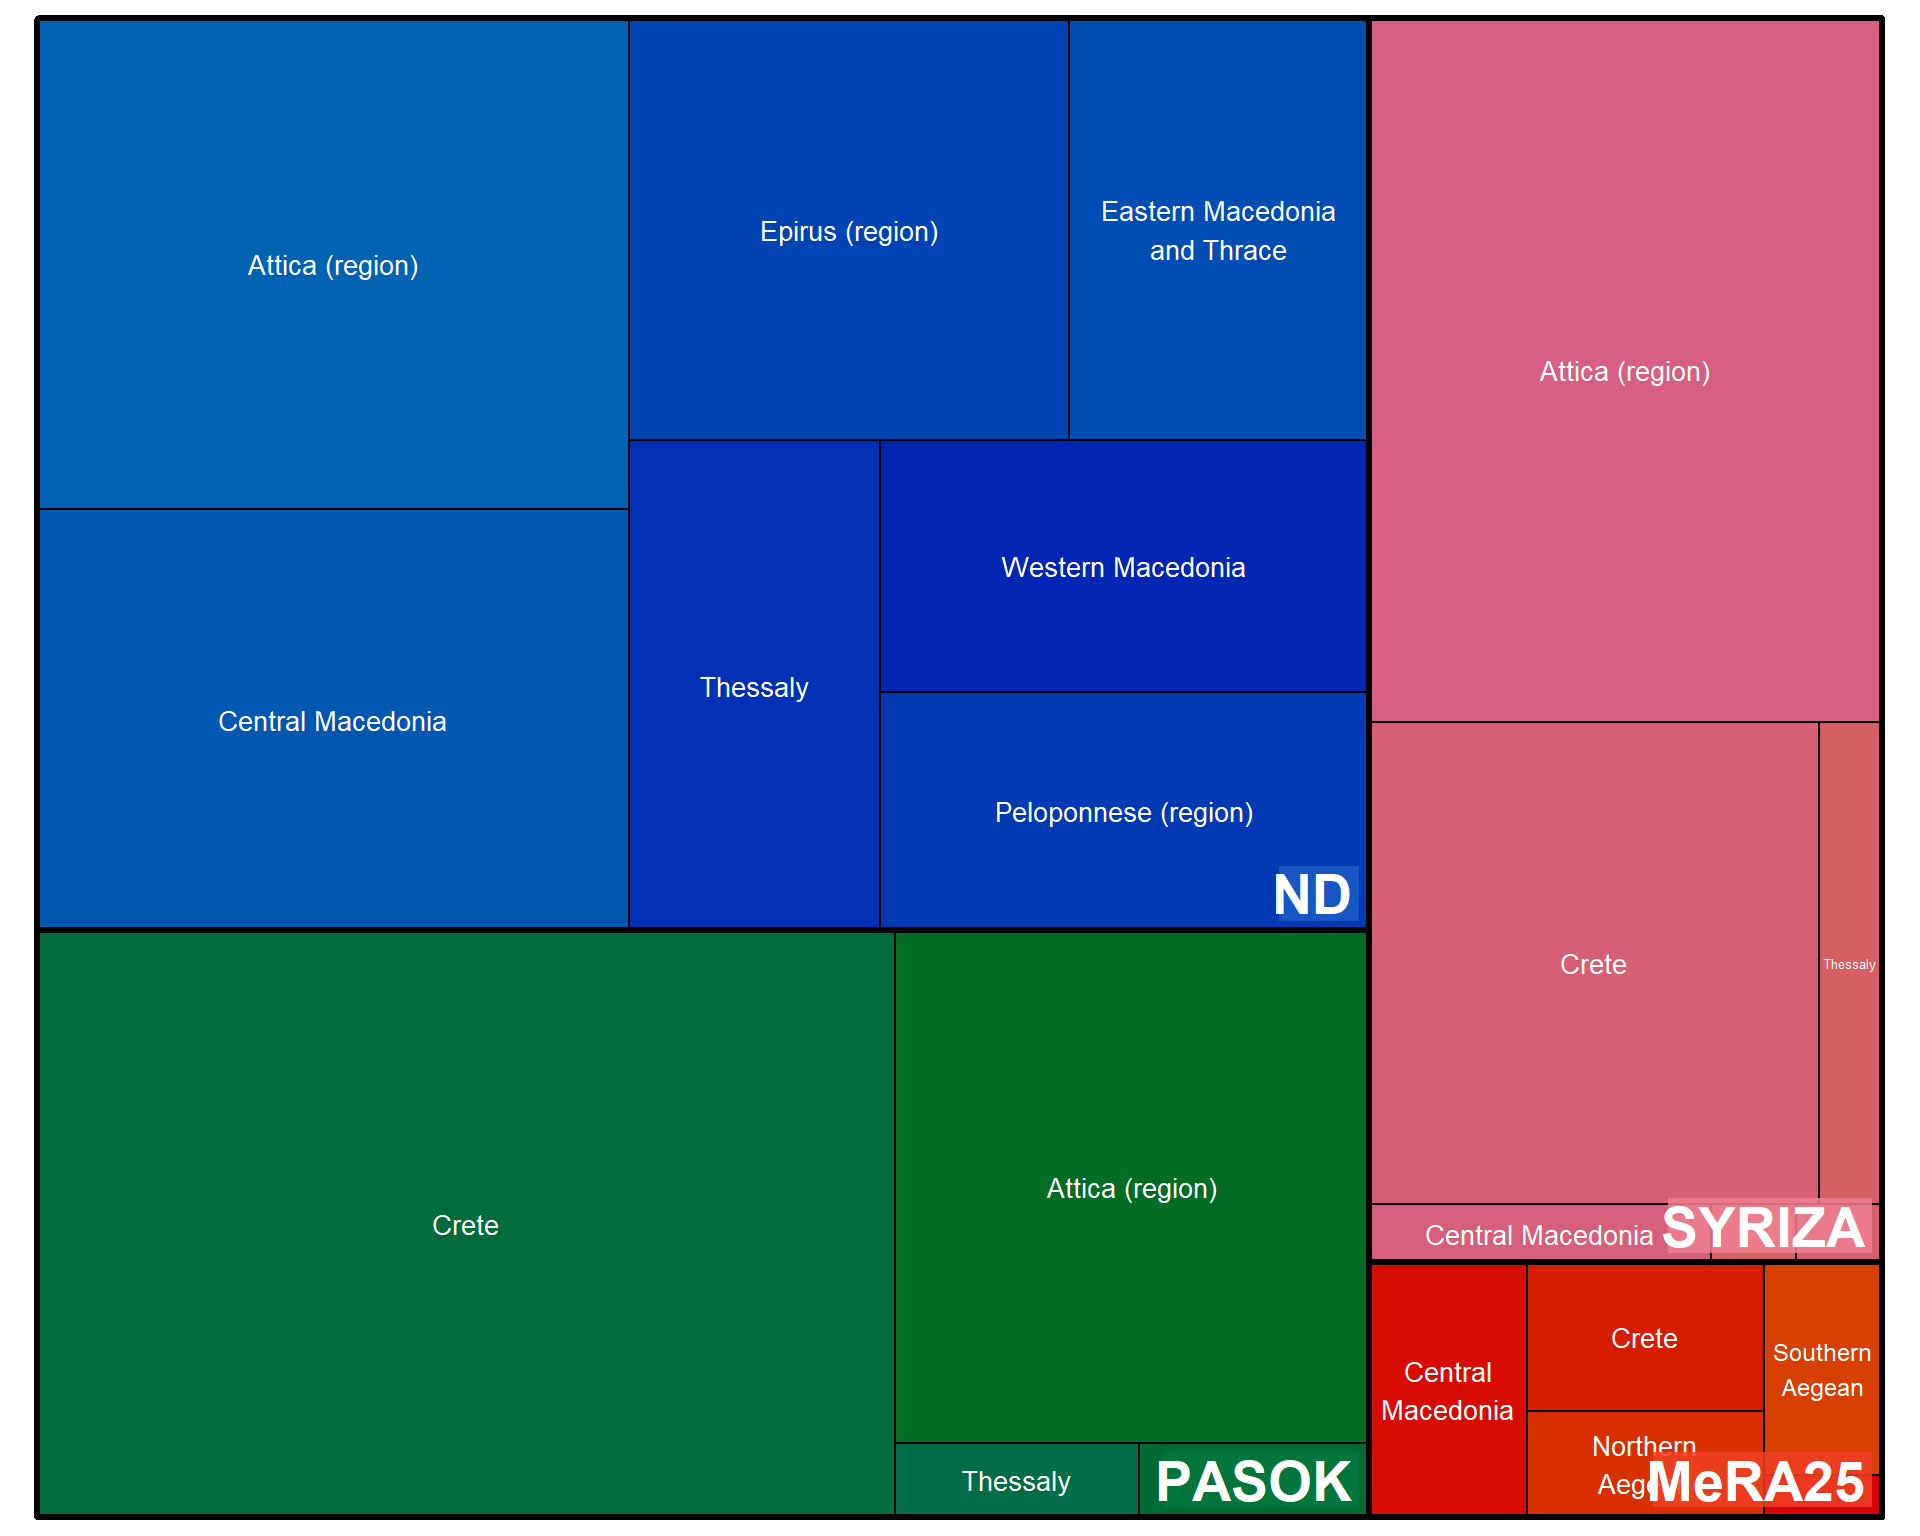 Attica (region)
Central Macedonia
Epirus (region)
Eastern Macedonia
and Thrace
Thessaly
Western Macedonia
Peloponnese (region)
ND
Crete
Attica (region)
Thessaly
PASOK
Attica (region)
Crete
Thessaly
Central Macedonia
SYRIZA
Central
Macedonia
Crete
Northern
Southern
Aegean
MeRA25